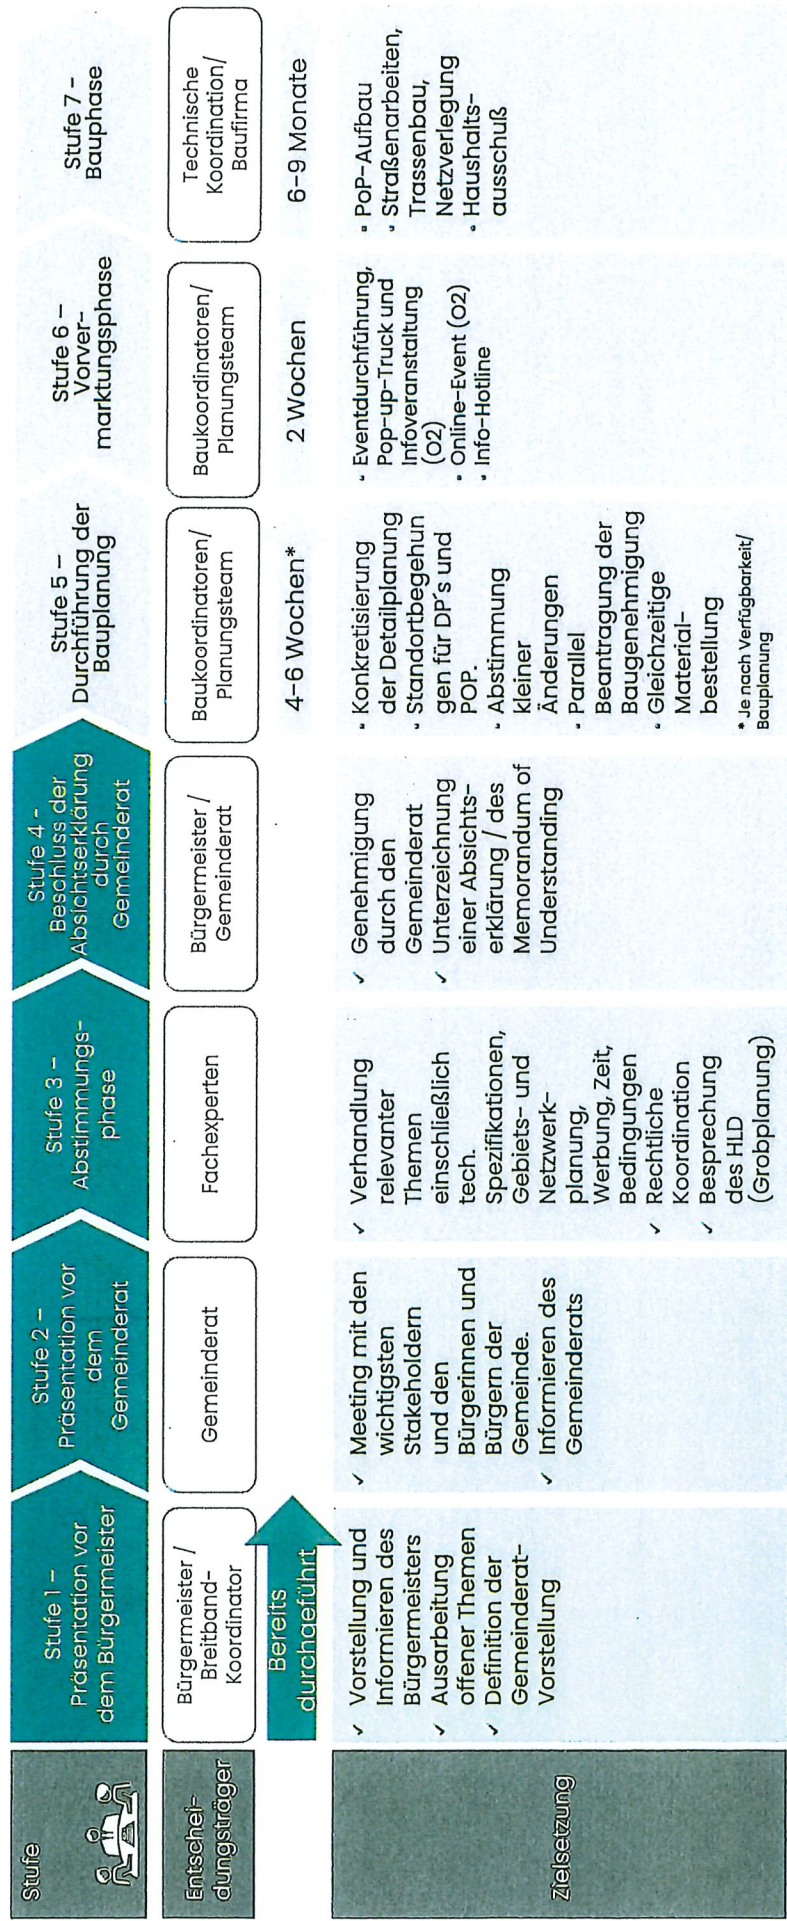 Stufe
Stufe 1 –
Präsentation vor
dem Bürgermeister
Stufe 2 –
Präsentation vor
dem
Gemeinderat
Stufe 3 –
Abstimmungs-
phase
Stufe 4 –
Beschluss der
Absichtserklärung
durch
Gemeinderat
Stufe 5 –
Durchführung der
Bauplanung
Stufe 6 –
Vorver-
marktungsphase
Stufe 7 –
Bauphase
Entschei-
dungsträger
Bürgermeister /
Breitband-
Koordinator
Gemeinderat
Fachexperten
Bürgermeister /
Gemeinderat
Baukoordinatoren/
Planungsteam
Baukoordinatoren/
Planungsteam
Technische
Koordination/
Baufirma
Bereits
durchgeführt
4–6 Wochen*
2 Wochen
6–9 Monate
Zielsetzung
✓ Vorstellung und
Informieren des
Bürgermeisters
✓ Ausarbeitung
offener Themen
✓ Definition der
Gemeinderat-
Vorstellung
✓ Meeting mit den
wichtigsten
Stakeholdern
und den
Bürgerinnen und
Bürgern der
Gemeinde.
✓ Informieren des
Gemeinderats
✓ Verhandlung
relevanter
Themen
einschließlich
tech.
Spezifikationen,
Gebiets- und
Netzwerk-
planung,
Werbung, Zeit,
Bedingungen
✓ Rechtliche
Koordination
✓ Besprechung
des HLD
(Grobplanung)
✓ Genehmigung
durch den
Gemeinderat
✓ Unterzeichnung
einer Absichts-
erklärung / des
Memorandum of
Understanding
- Konkretisierung
der Detailplanung
- Standortbegehun
gen für DP´s und
POP.
- Abstimmung
kleiner
Änderungen
- Parallel
Beantragung der
Baugenehmigung
- Gleichzeitige
Material-
bestellung
* Je nach Verfügbarkeit/
Bauplanung
- Eventdurchführung,
Pop-up-Truck und
Infoveranstaltung
(O2)
- Online-Event (O2)
- Info-Hotline
- PoP-Aufbau
- Straßenarbeiten,
Trassenbau,
Netzverlegung
- Haushalts-
ausschuß